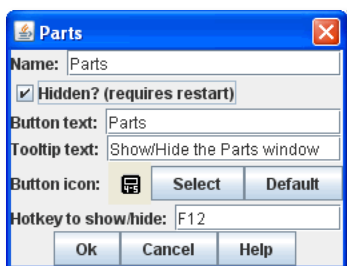 Parts
Name: Parts
Hidden? (requires restart)
Button text: Parts
Tooltip text: Show/Hide the Parts window
Button icon: Select Default
Hotkey to show/hide: F12
Ok Cancel Help